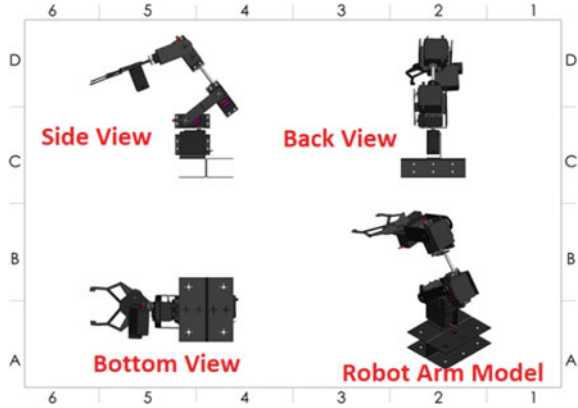 6 5 4 3 2 1
D D
Side View Back View
C C
B B
Bottom View Robot Arm Model
A A
6 5 4 3 2 1